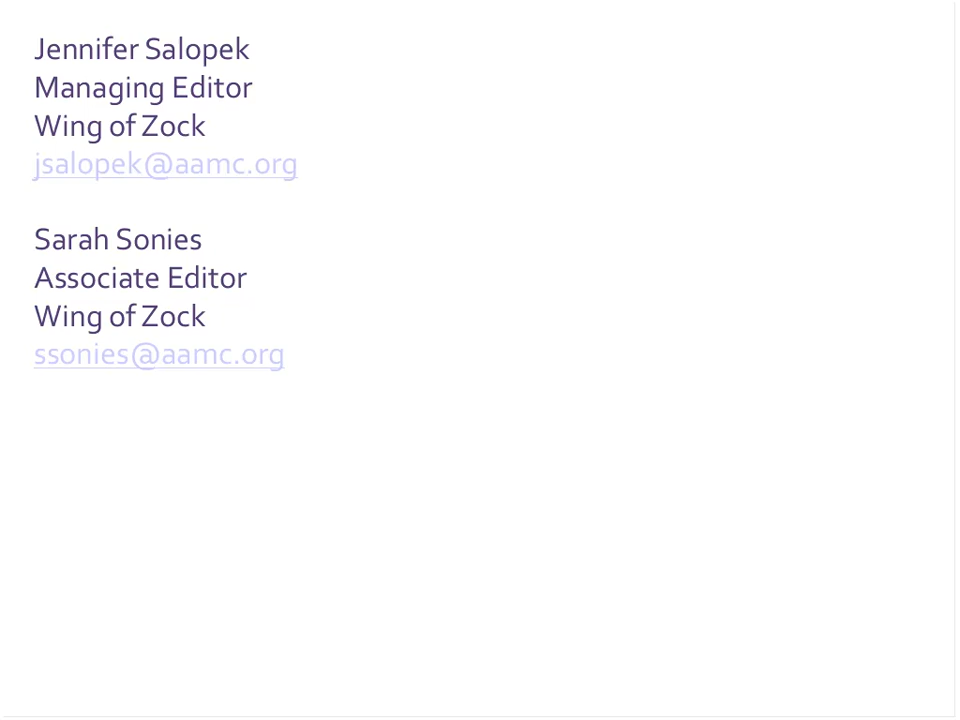 Jennifer Salopek
Managing Editor
Wing of Zock
jsalopek@aamc.org
Sarah Sonies
Associate Editor
Wing of Zock
ssonies@aamc.org